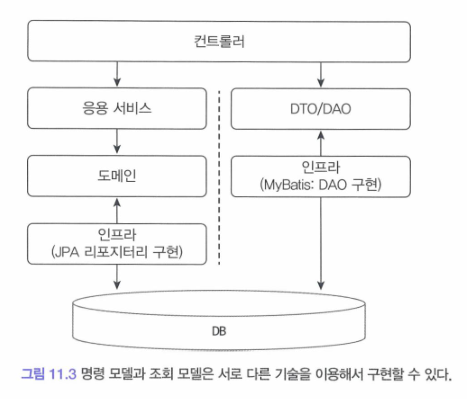 컨트롤러
응용 서비스
DTO/DAO
도메인
인프라
(MyBatis: DAO 구현)
인프라
(JPA 리포지터리 구현)
DB
그림 11.3 명령 모델과 조회 모델은 서로 다른 기술을 이용해서 구현할 수 있다.